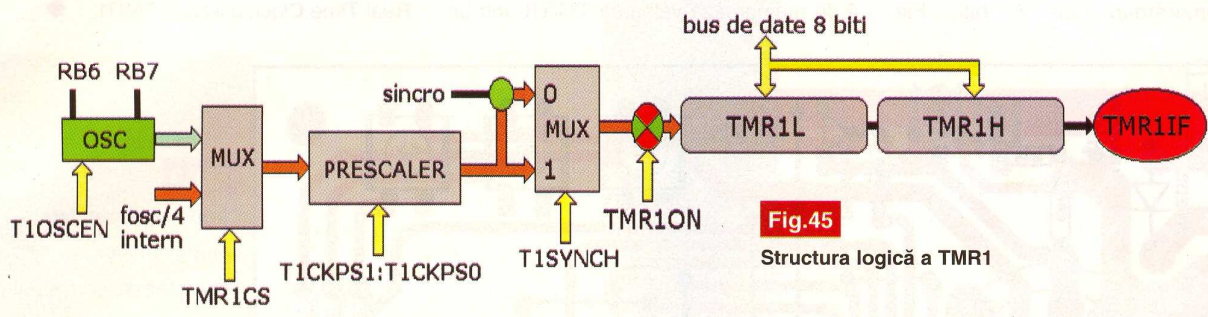 bus de date 8 biti
RB6 RB7
OSC
sincro
0
MUX
1
MUX
PRESCALER
TMR1L
TMR1H
TMR1IF
T1OSCEN
fosc/4
intern
TMR1CS
T1CKPS1:T1CKPS0
T1SYNCH
TMR1ON
Fig.45
Structura logică a TMR1